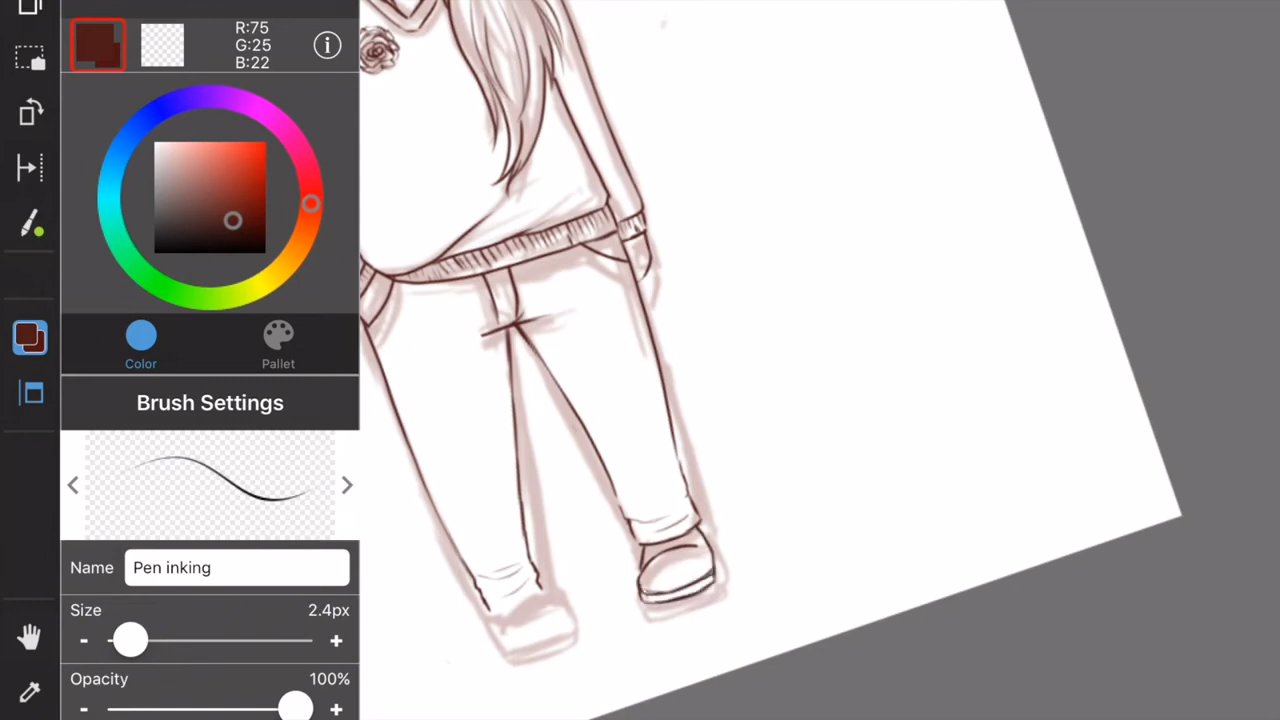 R:75
G:25
B:22
Color
Pallet
Brush Settings
Name
Pen inking
Size
2.4px
-
+
Opacity
100%
-
+